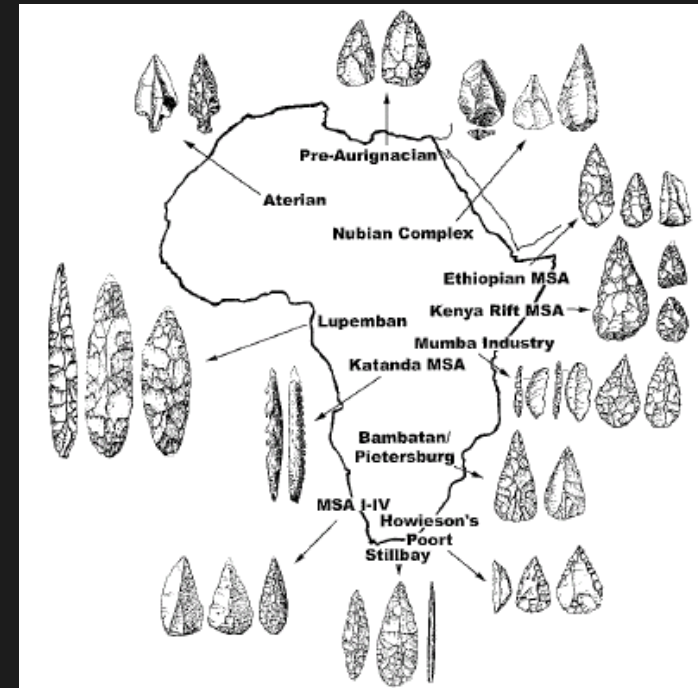 Pre-Aurignacian
Aterian
Nubian Complex
Ethiopian MSA
Kenya Rift MSA
Lupemban
Mumba Industry
Katanda MSA
Bambatan/
Pietersburg
MSA I-IV
Howieson's
Poort
Stillbay